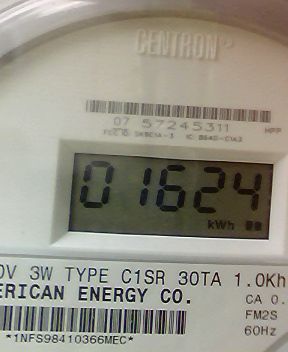 CENTRON
07 57245311 HPP
01624
kWh
0V 3W TYPE C1SR 30TA 1.0Kh
ERICAN ENERGY CO.
CA 0.
FM2S
60Hz
*1NFS98410366MEC*